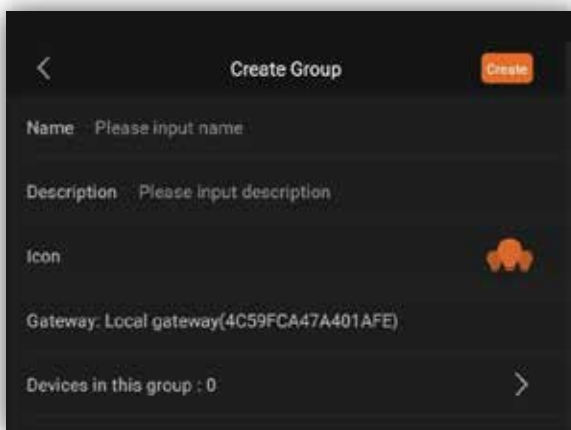 Create Group
Create
Name Please input name
Description Please input description
Icon
Gateway: Local gateway(4C59FCA47A401AFE)
Devices in this group : 0